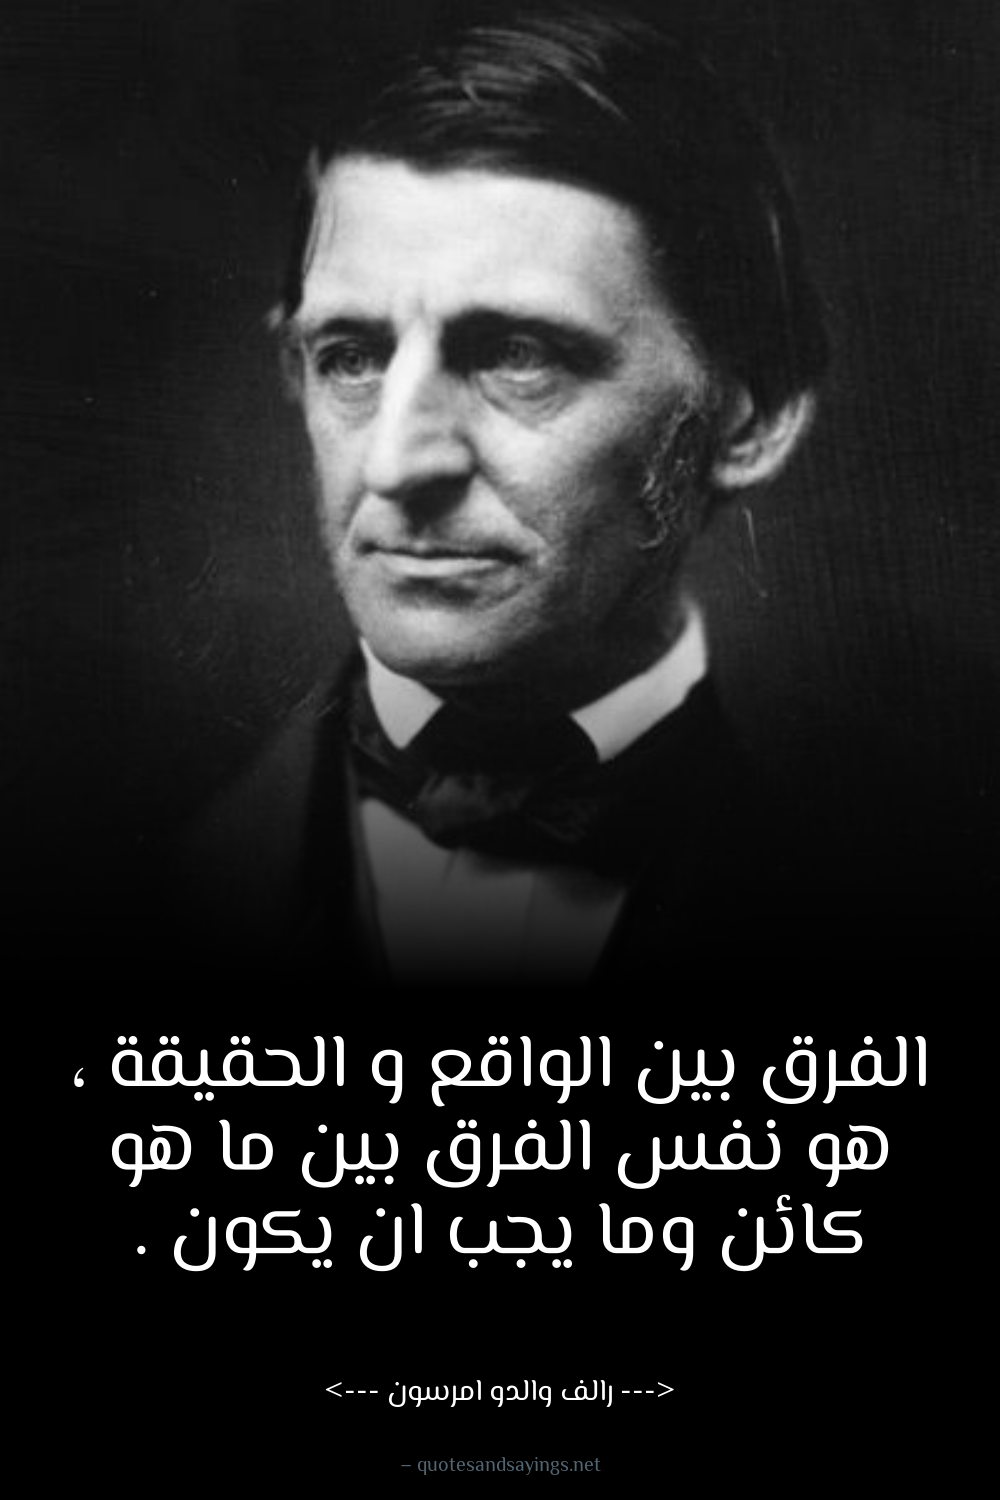 الفرق بين الواقع و الحقيقة ،
هو نفس الفرق بين ما هو
كائن وما يجب ان يكون .
<--- رالف والدو امرسون --->
– quotesandsayings.net